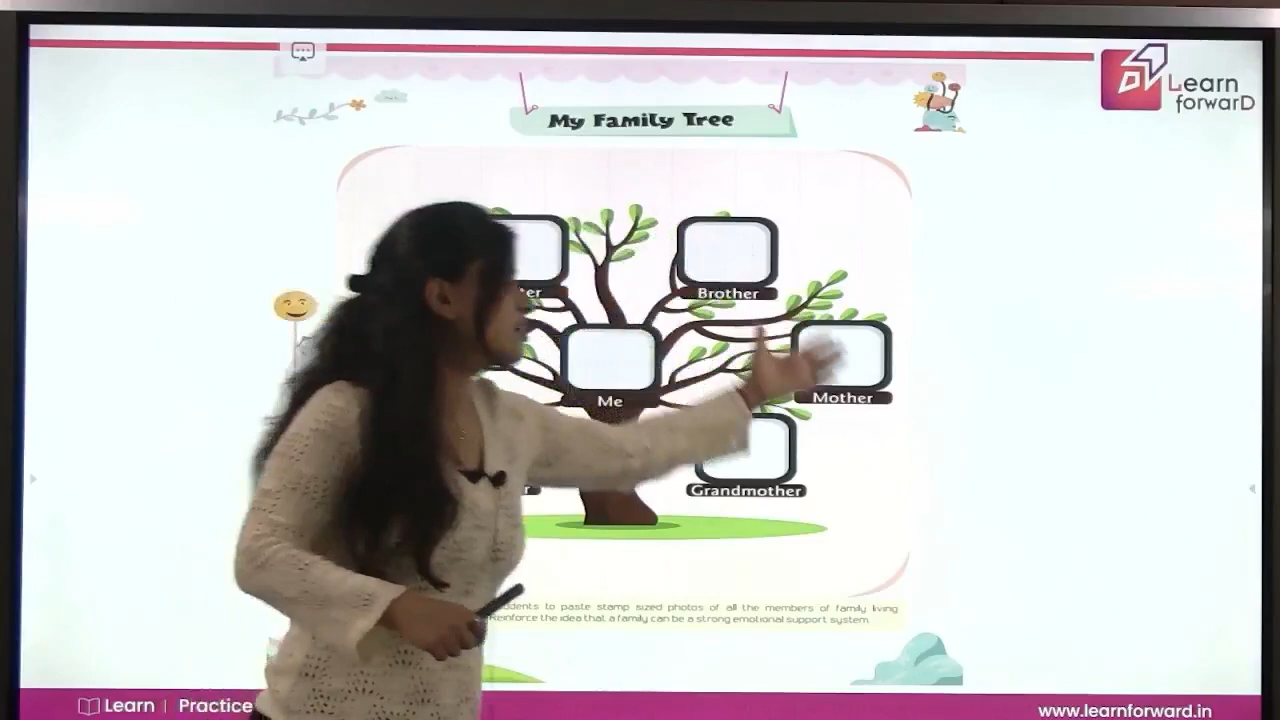 Learn
forwarD
My Family Tree
Brother
Me
Mother
Grandmother
to paste stamp sized photos of all the members of family living
Reinforce the idea that a family can be a strong emotional support system
Learn | Practice
www.learnforward.in